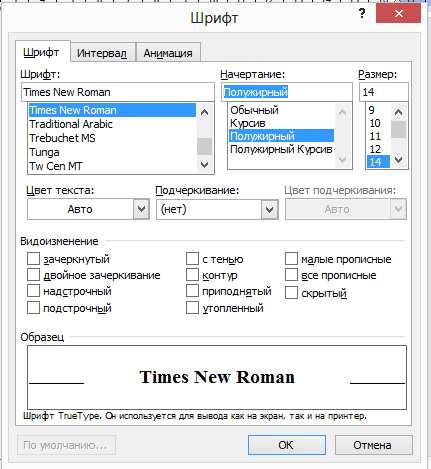 Шрифт
? ×
Шрифт Интервал Анимация
Шрифт: Начертание: Размер:
Times New Roman Полужирный 14
Times New Roman Обычный 9
Traditional Arabic Курсив 10
Trebuchet MS Полужирный 11
Tunga Полужирный Курсив 12
Tw Cen MT 14
Цвет текста: Подчеркивание: Цвет подчеркивания:
Авто (нет) Авто
Видоизменение
зачеркнутый с тенью малые прописные
двойное зачеркивание контур все прописные
надстрочный приподнятый скрытый
подстрочный утопленный
Образец
Times New Roman
Шрифт TrueType. Он используется для вывода как на экран, так и на принтер.
По умолчанию... ОК Отмена